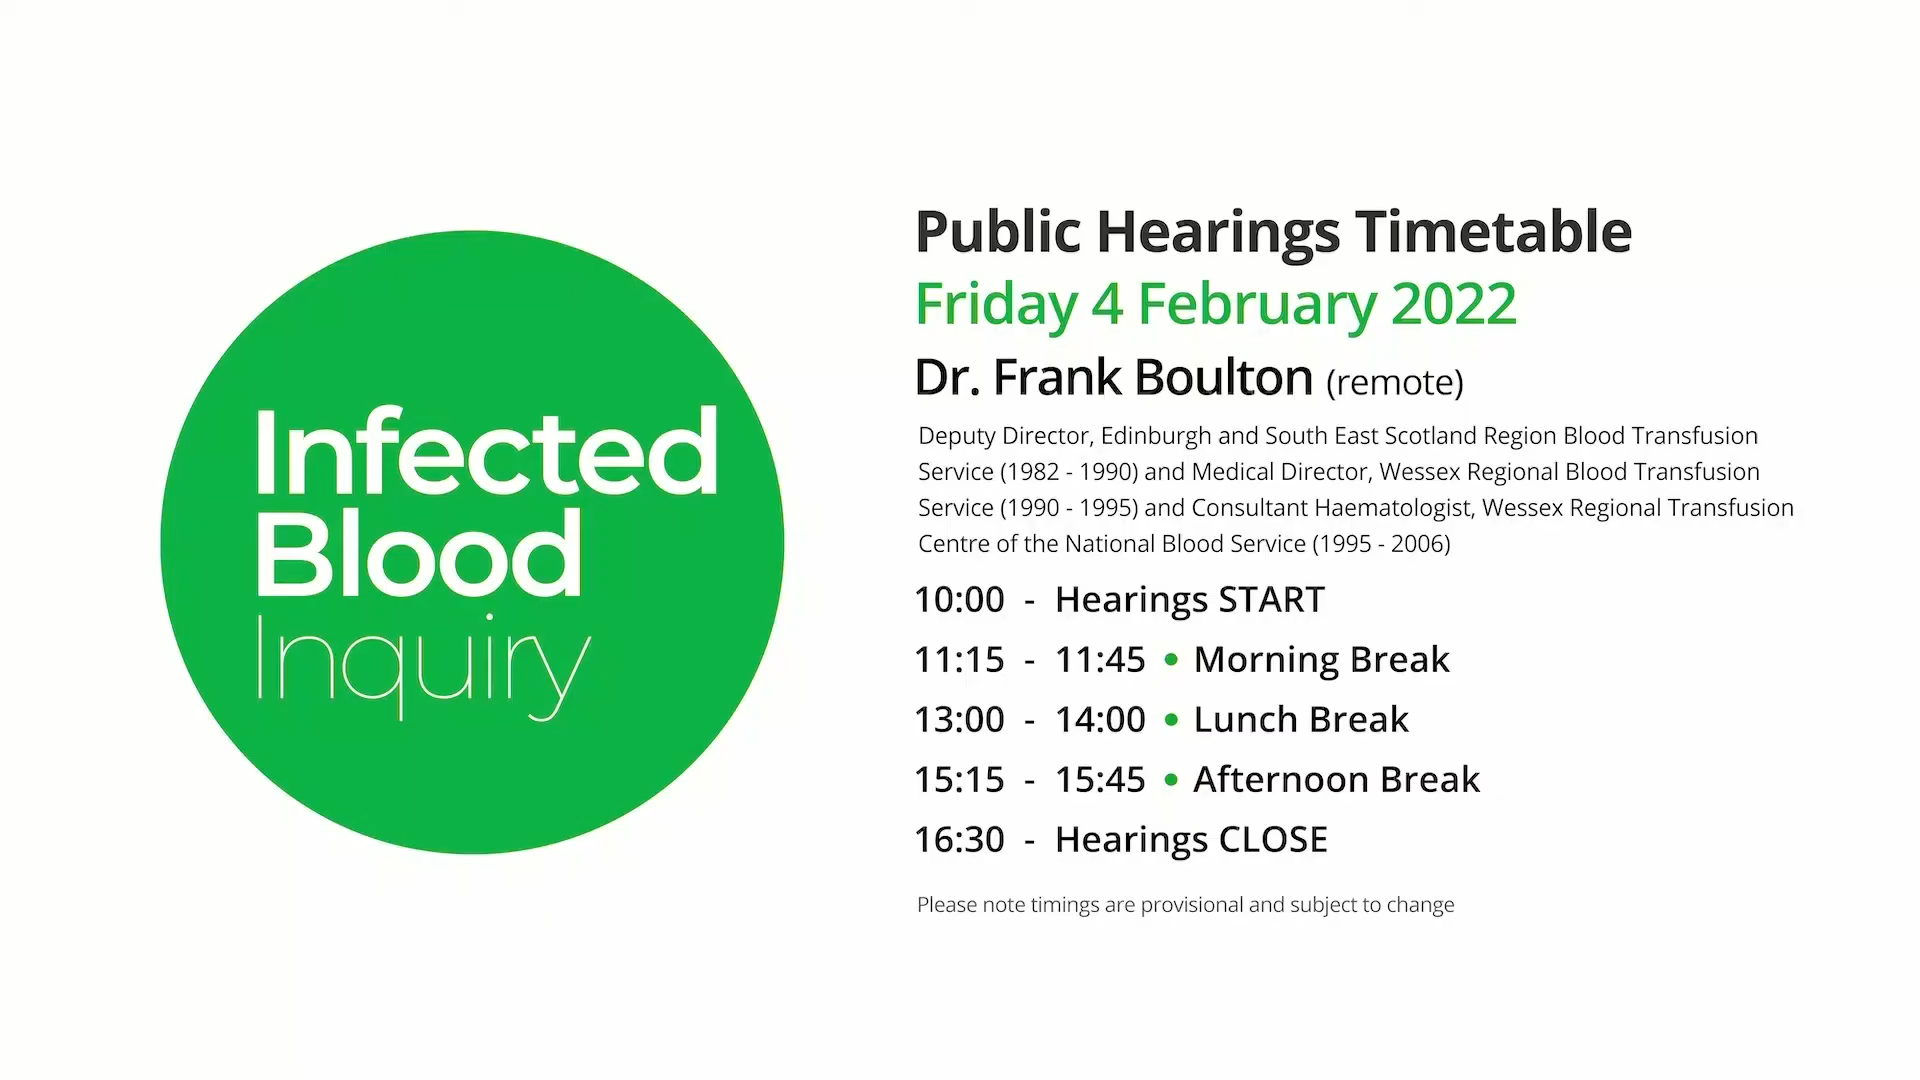 Infected
Blood
Inquiry
Public Hearings Timetable
Friday 4 February 2022
Dr. Frank Boulton (remote)
Deputy Director, Edinburgh and South East Scotland Region Blood Transfusion
Service (1982 - 1990) and Medical Director, Wessex Regional Blood Transfusion
Service (1990 - 1995) and Consultant Haematologist, Wessex Regional Transfusion
Centre of the National Blood Service (1995 - 2006)
10:00 - Hearings START
11:15 - 11:45 • Morning Break
13:00 - 14:00 • Lunch Break
15:15 - 15:45 • Afternoon Break
16:30 - Hearings CLOSE
Please note timings are provisional and subject to change